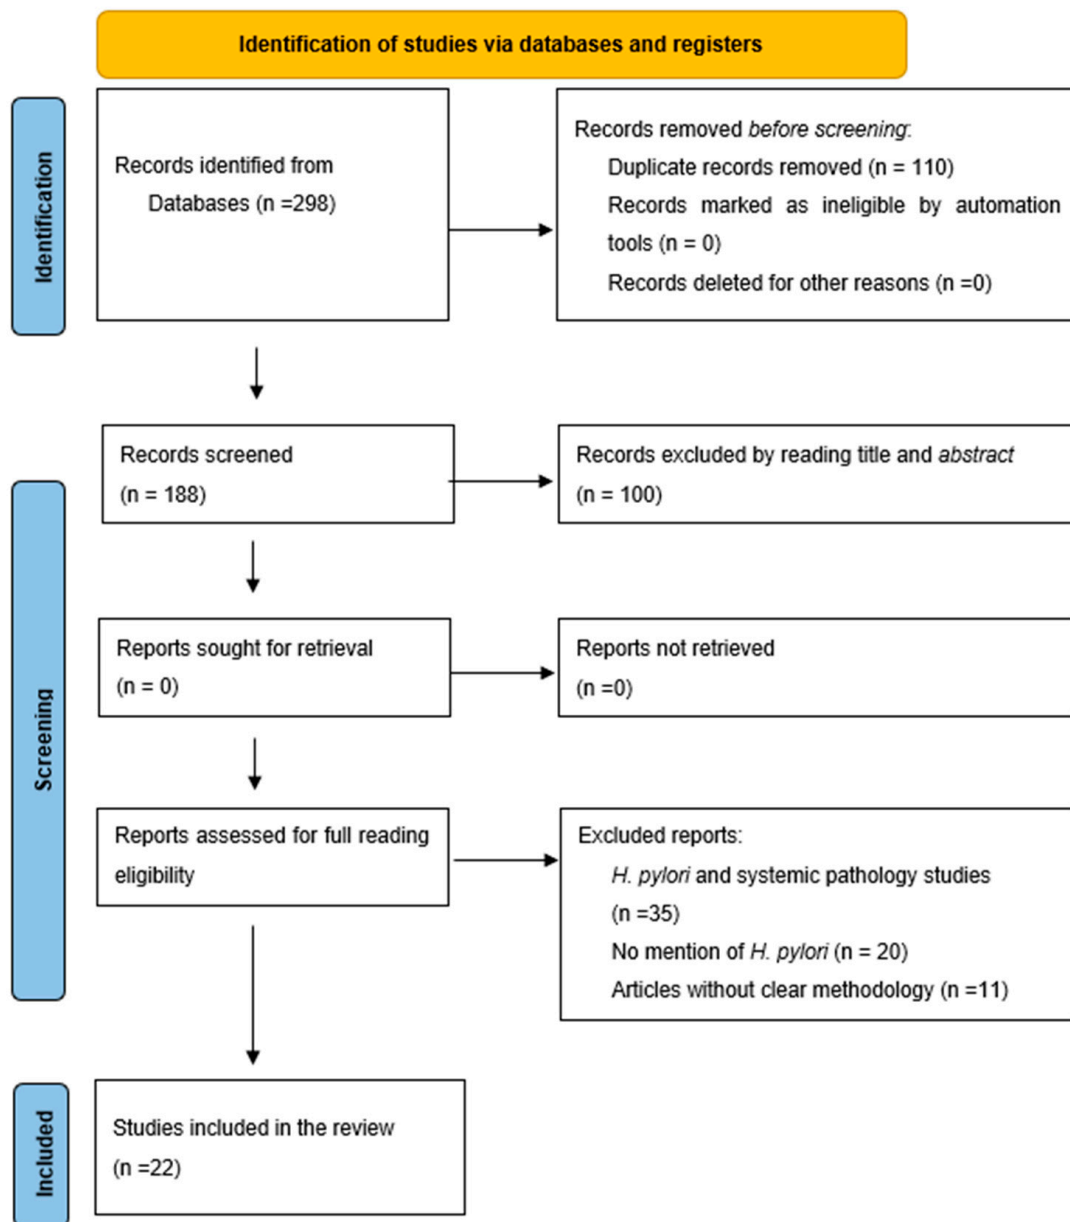 Identification of studies via databases and registers
Identification
Records identified from
Databases (n =298)
Records removed before screening:
Duplicate records removed (n = 110)
Records marked as ineligible by automation
tools (n = 0)
Records deleted for other reasons (n =0)
Screening
Records screened
(n = 188)
Records excluded by reading title and abstract
(n = 100)
Reports sought for retrieval
(n = 0)
Reports not retrieved
(n =0)
Reports assessed for full reading
eligibility
Excluded reports:
H. pylori and systemic pathology studies
(n =35)
No mention of H. pylori (n = 20)
Articles without clear methodology (n =11)
Included
Studies included in the review
(n =22)